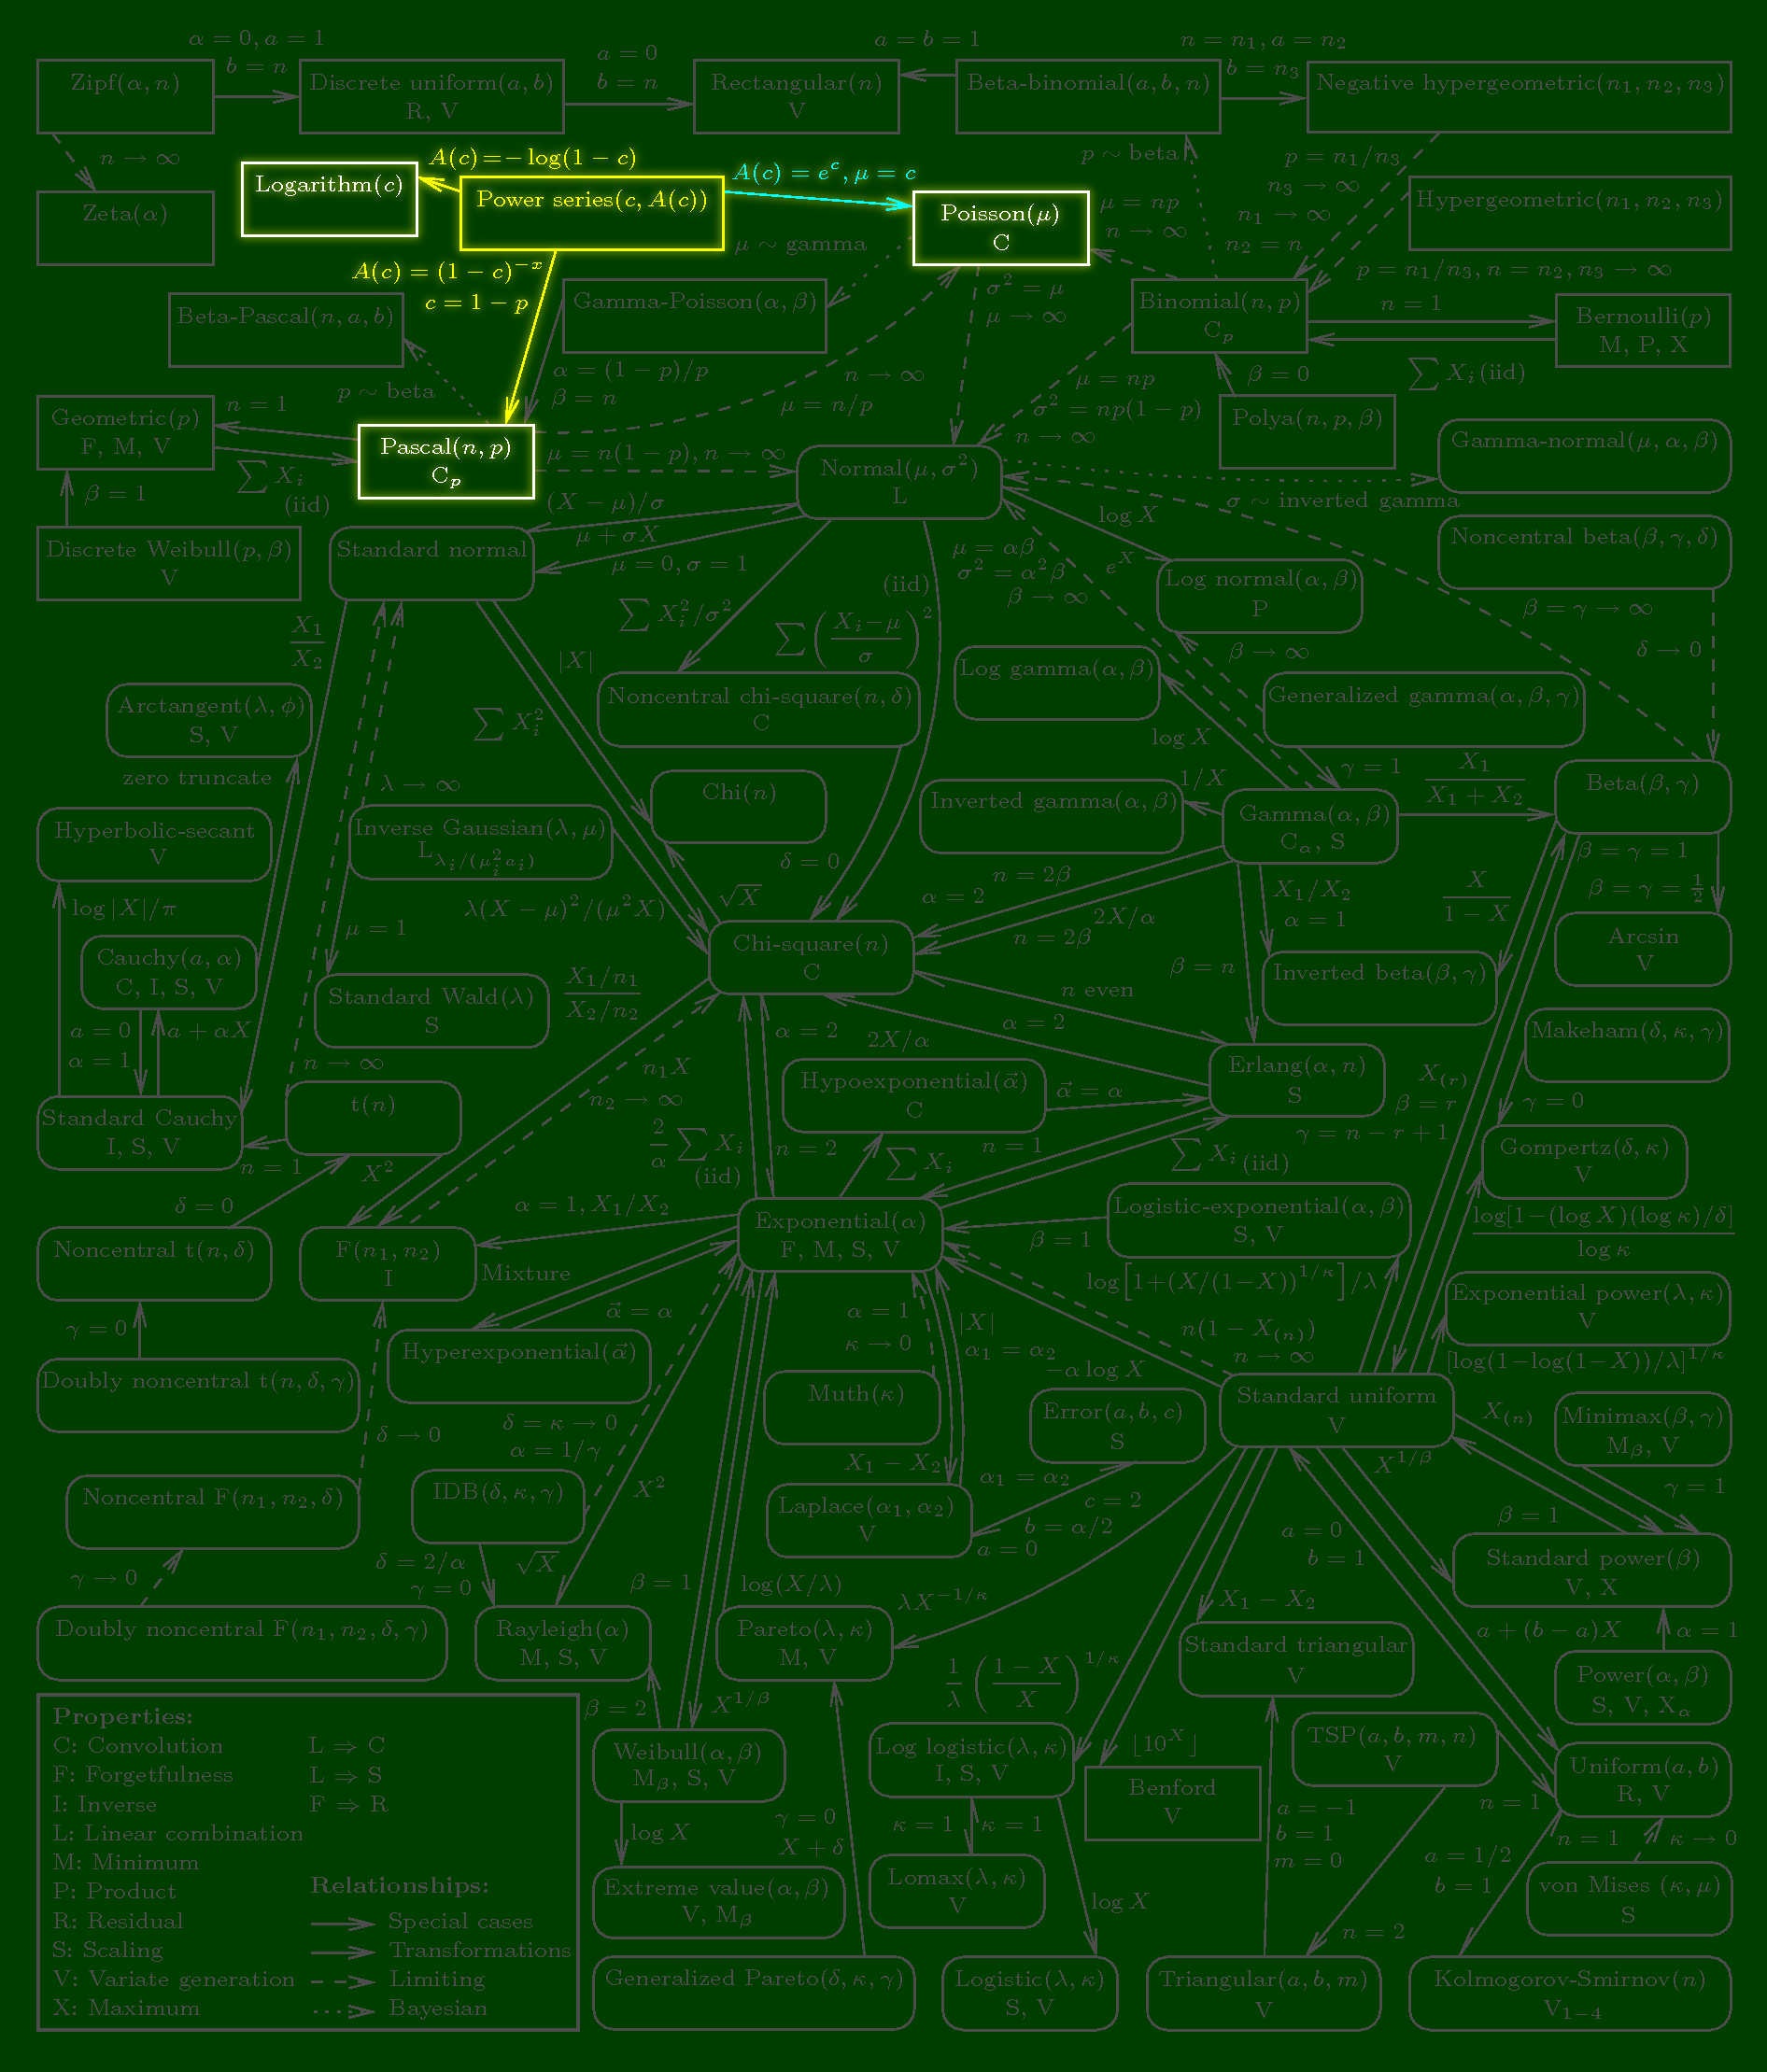 α = 0, a = 1
b = n
a = 0
b = n
a = b = 1
n = n₁, a = n₂
b = n₃
Zipf(α, n)
Discrete uniform(a, b)
R, V
Rectangular(n)
V
Beta-binomial(a, b, n)
Negative hypergeometric(n₁, n₂, n₃)
n → ∞
A(c) = − log(1 − c)
A(c) = eᶜ, μ = c
p ∼ beta
p = n₁/n₃
n₃ → ∞
n₁ → ∞
n₂ = n
Zeta(α)
Logarithm(c)
Power series(c, A(c))
Poisson(μ)
C
μ = np
n → ∞
Hypergeometric(n₁, n₂, n₃)
μ ∼ gamma
A(c) = (1 − c)⁻ˣ
c = 1 − p
σ² = μ
μ → ∞
p = n₁/n₃, n = n₂, n₃ → ∞
Beta-Pascal(n, a, b)
Gamma-Poisson(α, β)
Binomial(n, p)
Cₚ
n = 1
Bernoulli(p)
M, P, X
∑ Xᵢ (iid)
p ∼ beta
α = (1 − p)/p
β = n
n → ∞
μ = n/p
μ = np
σ² = np(1 − p)
n → ∞
β = 0
Polya(n, p, β)
Geometric(p)
F, M, V
n = 1
∑ Xᵢ
(iid)
Pascal(n, p)
Cₚ
μ = n(1 − p), n → ∞
Normal(μ, σ²)
L
Gamma-normal(μ, α, β)
σ ∼ inverted gamma
β = 1
Discrete Weibull(p, β)
V
Standard normal
(X − μ)/σ
μ + σX
μ = 0, σ = 1
log X
μ = αβ
σ² = α²β
β → ∞
eˣ
Log normal(α, β)
P
Noncentral beta(β, γ, δ)
β = γ → ∞
δ → 0
X₁
X₂
|X|
∑ Xᵢ²
∑ Xᵢ²/σ²
(iid)
∑ ((Xᵢ−μ)/σ)²
Log gamma(α, β)
β → ∞
Generalized gamma(α, β, γ)
Arctangent(λ, φ)
S, V
Noncentral chi-square(n, δ)
C
log X
zero truncate
λ → ∞
Chi(n)
Inverted gamma(α, β)
1/X
γ = 1
X₁
X₁ + X₂
Gamma(α, β)
C_α, S
Beta(β, γ)
Hyperbolic-secant
V
Inverse Gaussian(λ, μ)
L_{λᵢ/(μᵢ²aᵢ)}
δ = 0
β = γ = 1
β = γ = 1/2
log |X|/π
μ = 1
λ(X − μ)²/(μ²X)
√X
α = 2
n = 2β
2X/α
n = 2β
X₁/X₂
α = 1
X
1 − X
Arcsin
V
Cauchy(a, α)
C, I, S, V
Standard Wald(λ)
S
X₁/n₁
X₂/n₂
Chi-square(n)
C
β = n
Inverted beta(β, γ)
n even
a = 0
α = 1
a + αX
n → ∞
n₁X
n₂ → ∞
α = 2
2X/α
α = 2
Erlang(α, n)
S
X₍ᵣ₎
β = r
γ = n − r + 1
Makeham(δ, κ, γ)
γ = 0
Standard Cauchy
I, S, V
t(n)
n = 1
X²
δ = 0
2/α ∑ Xᵢ
(iid)
n = 2
Hypoexponential(α⃗)
C
α⃗ = α
∑ Xᵢ
n = 1
∑ Xᵢ (iid)
Gompertz(δ, κ)
V
log[1−(log X)(log κ)/δ]
log κ
Noncentral t(n, δ)
F(n₁, n₂)
I
α = 1, X₁/X₂
Mixture
Exponential(α)
F, M, S, V
β = 1
Logistic-exponential(α, β)
S, V
log[1+(X/(1−X))^{1/κ}]/λ
Exponential power(λ, κ)
V
[log(1−log(1−X))/λ]^{1/κ}
γ = 0
Doubly noncentral t(n, δ, γ)
δ → 0
Hyperexponential(α⃗)
α⃗ = α
α = 1
κ → 0
|X|
α₁ = α₂
Muth(κ)
n(1 − X₍ₙ₎)
n → ∞
−α log X
Standard uniform
V
X₍ₙ₎
X^{1/β}
Minimax(β, γ)
M_β, V
γ = 1
β = 1
δ = κ → 0
α = 1/γ
Error(a, b, c)
S
X₁ − X₂
α₁ = α₂
c = 2
b = α/2
a = 0
Noncentral F(n₁, n₂, δ)
IDB(δ, κ, γ)
X²
Laplace(α₁, α₂)
V
a = 0
b = 1
Standard power(β)
V, X
γ → 0
δ = 2/α
γ = 0
√X
β = 1
log(X/λ)
λX^{−1/κ}
X₁ − X₂
a + (b − a)X
α = 1
Doubly noncentral F(n₁, n₂, δ, γ)
Rayleigh(α)
M, S, V
Pareto(λ, κ)
M, V
Standard triangular
V
Power(α, β)
S, V, X_α
1/λ ((1 − X)/X)^{1/κ}
β = 2
X^{1/β}
Weibull(α, β)
M_β, S, V
Log logistic(λ, κ)
I, S, V
⌊10ˣ⌋
Benford
V
TSP(a, b, m, n)
V
Uniform(a, b)
R, V
log X
γ = 0
X + δ
κ = 1
κ = 1
a = −1
b = 1
m = 0
n = 1
n = 1
κ → 0
a = 1/2
b = 1
Extreme value(α, β)
V, M_β
Lomax(λ, κ)
V
log X
n = 2
von Mises (κ, μ)
S
Generalized Pareto(δ, κ, γ)
Logistic(λ, κ)
S, V
Triangular(a, b, m)
V
Kolmogorov-Smirnov(n)
V₁₋₄
Properties:
C: Convolution
L ⇒ C
F: Forgetfulness
L ⇒ S
I: Inverse
F ⇒ R
L: Linear combination
M: Minimum
P: Product
R: Residual
S: Scaling
V: Variate generation
X: Maximum
Relationships:
Special cases
Transformations
Limiting
Bayesian